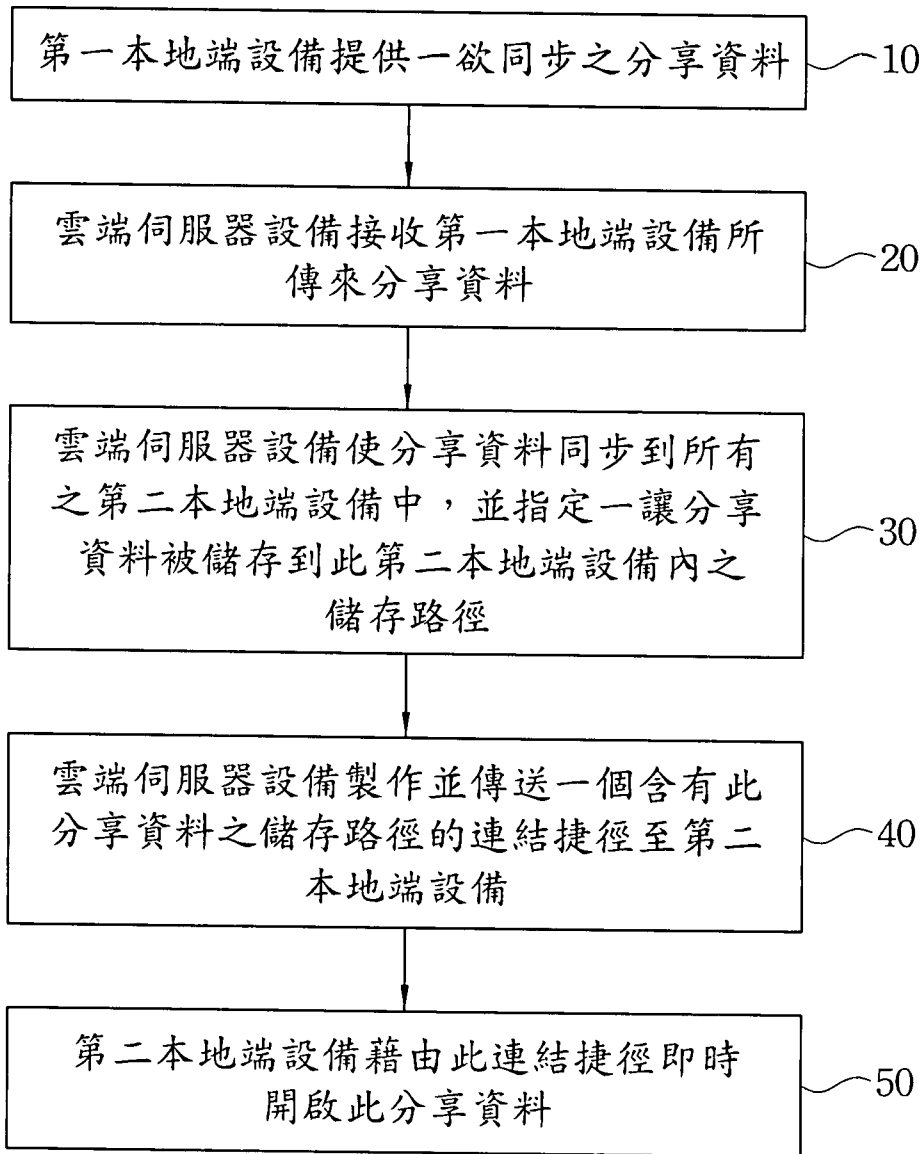 第一本地端設備提供一欲同步之分享資料
10
雲端伺服器設備接收第一本地端設備所
傳來分享資料
20
雲端伺服器設備使分享資料同步到所有
之第二本地端設備中，並指定一讓分享
資料被儲存到此第二本地端設備內之
儲存路徑
30
雲端伺服器設備製作並傳送一個含有此
分享資料之儲存路徑的連結捷徑至第二
本地端設備
40
第二本地端設備藉由此連結捷徑即時
開啟此分享資料
50